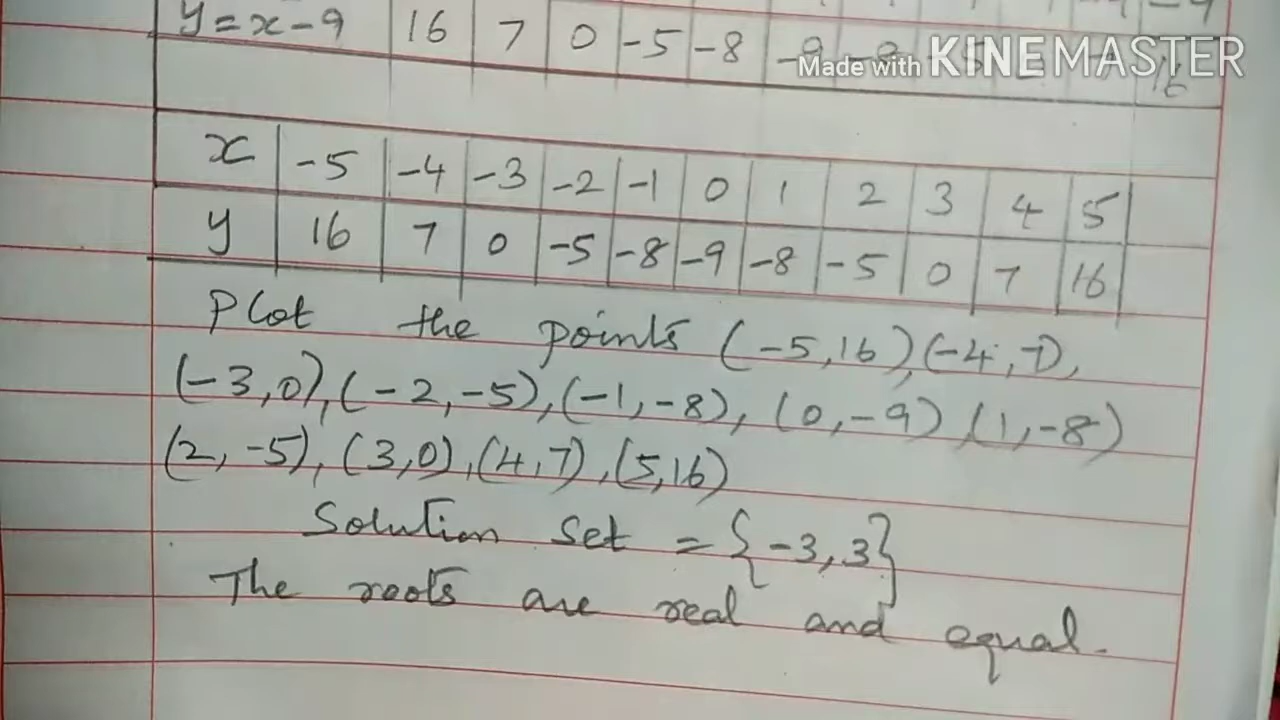 y = x - 9 | 16 | 7 | 0 | -5 | -8 | -9
Made with KINEMASTER
16
x | -5 | -4 | -3 | -2 | -1 | 0 | 1 | 2 | 3 | 4 | 5
y | 16 | 7 | 0 | -5 | -8 | -9 | -8 | -5 | 0 | 7 | 16
Plot the points (-5,16),(-4,7),
(-3,0),(-2,-5),(-1,-8), (0,-9),(1,-8)
(2,-5),(3,0),(4,7),(5,16)
Solution Set = {-3,3}
The roots are real and equal.